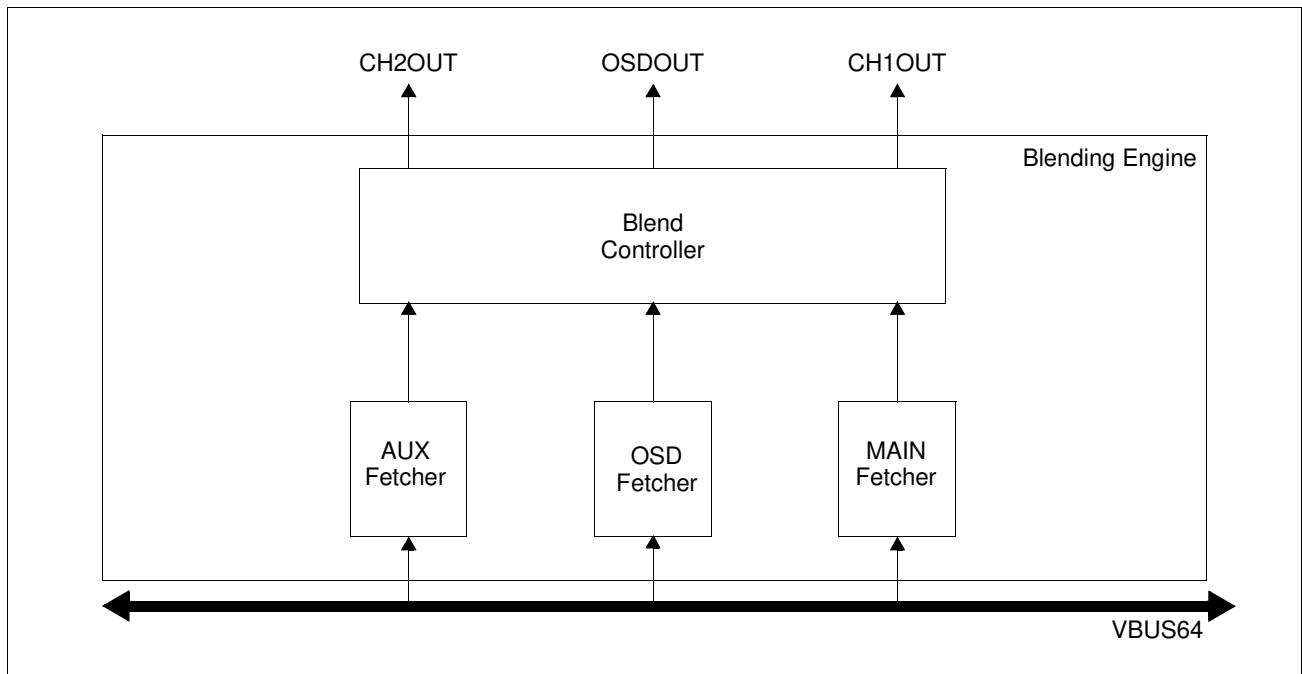 CH2OUT
OSDOUT
CH1OUT
Blending Engine
Blend
Controller
AUX
Fetcher
OSD
Fetcher
MAIN
Fetcher
VBUS64